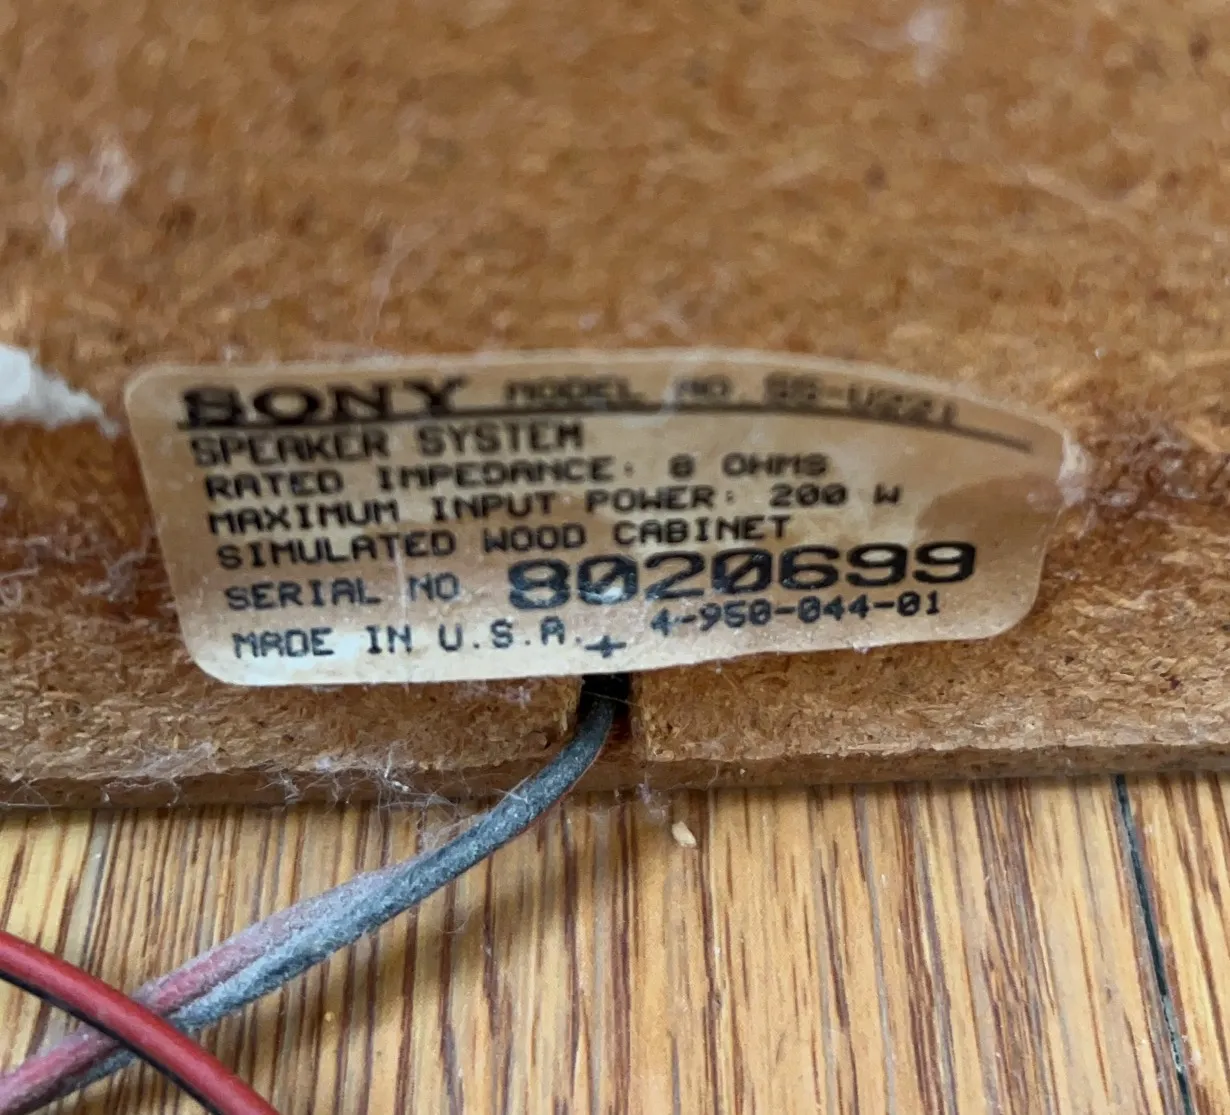 SONY MODEL NO SS-U221
SPEAKER SYSTEM
RATED IMPEDANCE: 8 OHMS
MAXIMUM INPUT POWER: 200 W
SIMULATED WOOD CABINET
SERIAL NO 8020699
MADE IN U.S.A. 4-950-044-01